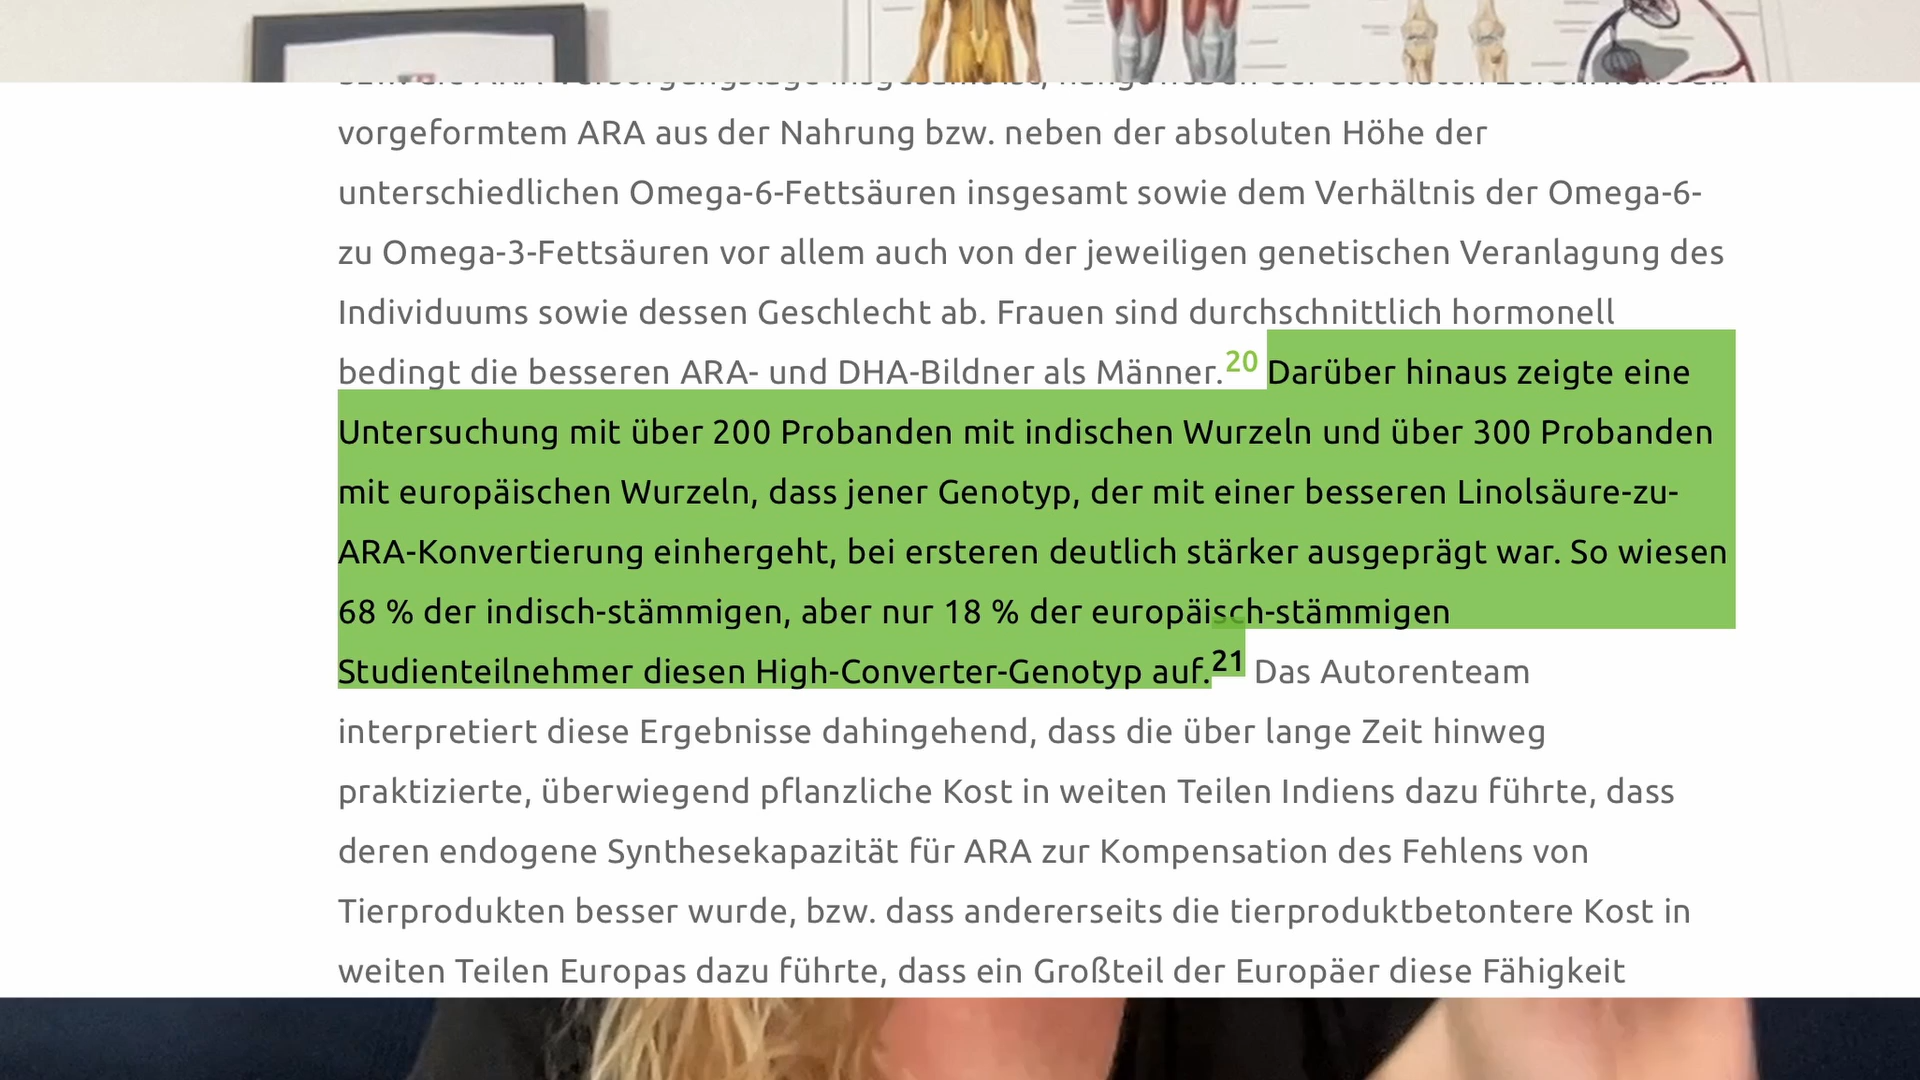 vorgeformtem ARA aus der Nahrung bzw. neben der absoluten Höhe der
unterschiedlichen Omega-6-Fettsäuren insgesamt sowie dem Verhältnis der Omega-6-
zu Omega-3-Fettsäuren vor allem auch von der jeweiligen genetischen Veranlagung des
Individuums sowie dessen Geschlecht ab. Frauen sind durchschnittlich hormonell
bedingt die besseren ARA- und DHA-Bildner als Männer.20 Darüber hinaus zeigte eine
Untersuchung mit über 200 Probanden mit indischen Wurzeln und über 300 Probanden
mit europäischen Wurzeln, dass jener Genotyp, der mit einer besseren Linolsäure-zu-
ARA-Konvertierung einhergeht, bei ersteren deutlich stärker ausgeprägt war. So wiesen
68 % der indisch-stämmigen, aber nur 18 % der europäisch-stämmigen
Studienteilnehmer diesen High-Converter-Genotyp auf.21 Das Autorenteam
interpretiert diese Ergebnisse dahingehend, dass die über lange Zeit hinweg
praktizierte, überwiegend pflanzliche Kost in weiten Teilen Indiens dazu führte, dass
deren endogene Synthesekapazität für ARA zur Kompensation des Fehlens von
Tierprodukten besser wurde, bzw. dass andererseits die tierproduktbetontere Kost in
weiten Teilen Europas dazu führte, dass ein Großteil der Europäer diese Fähigkeit